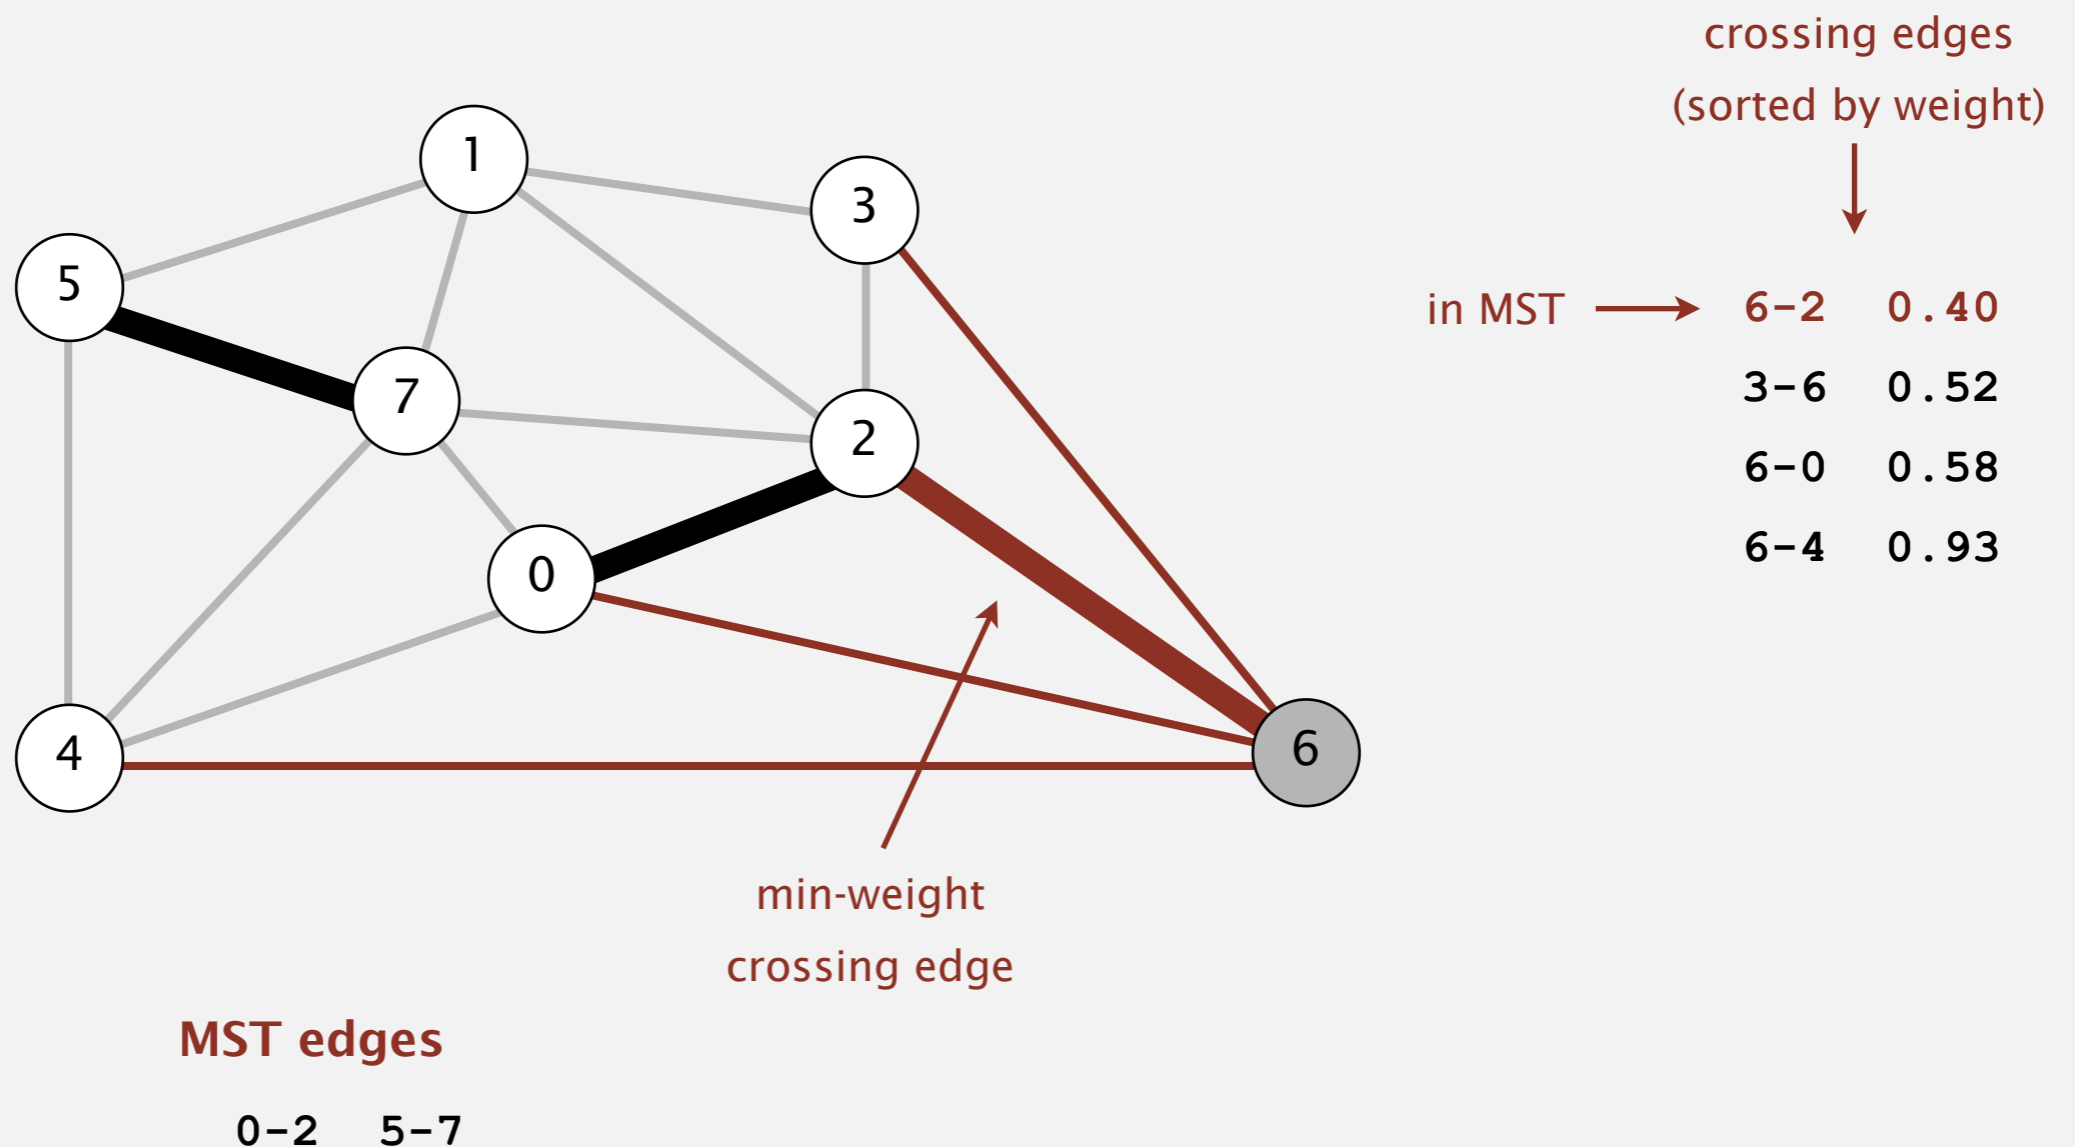 crossing edges
(sorted by weight)
1
3
5
in MST
6-2 0.40
7
3-6 0.52
2
6-0 0.58
0
6-4 0.93
4
6
min-weight
crossing edge
MST edges
0-2 5-7